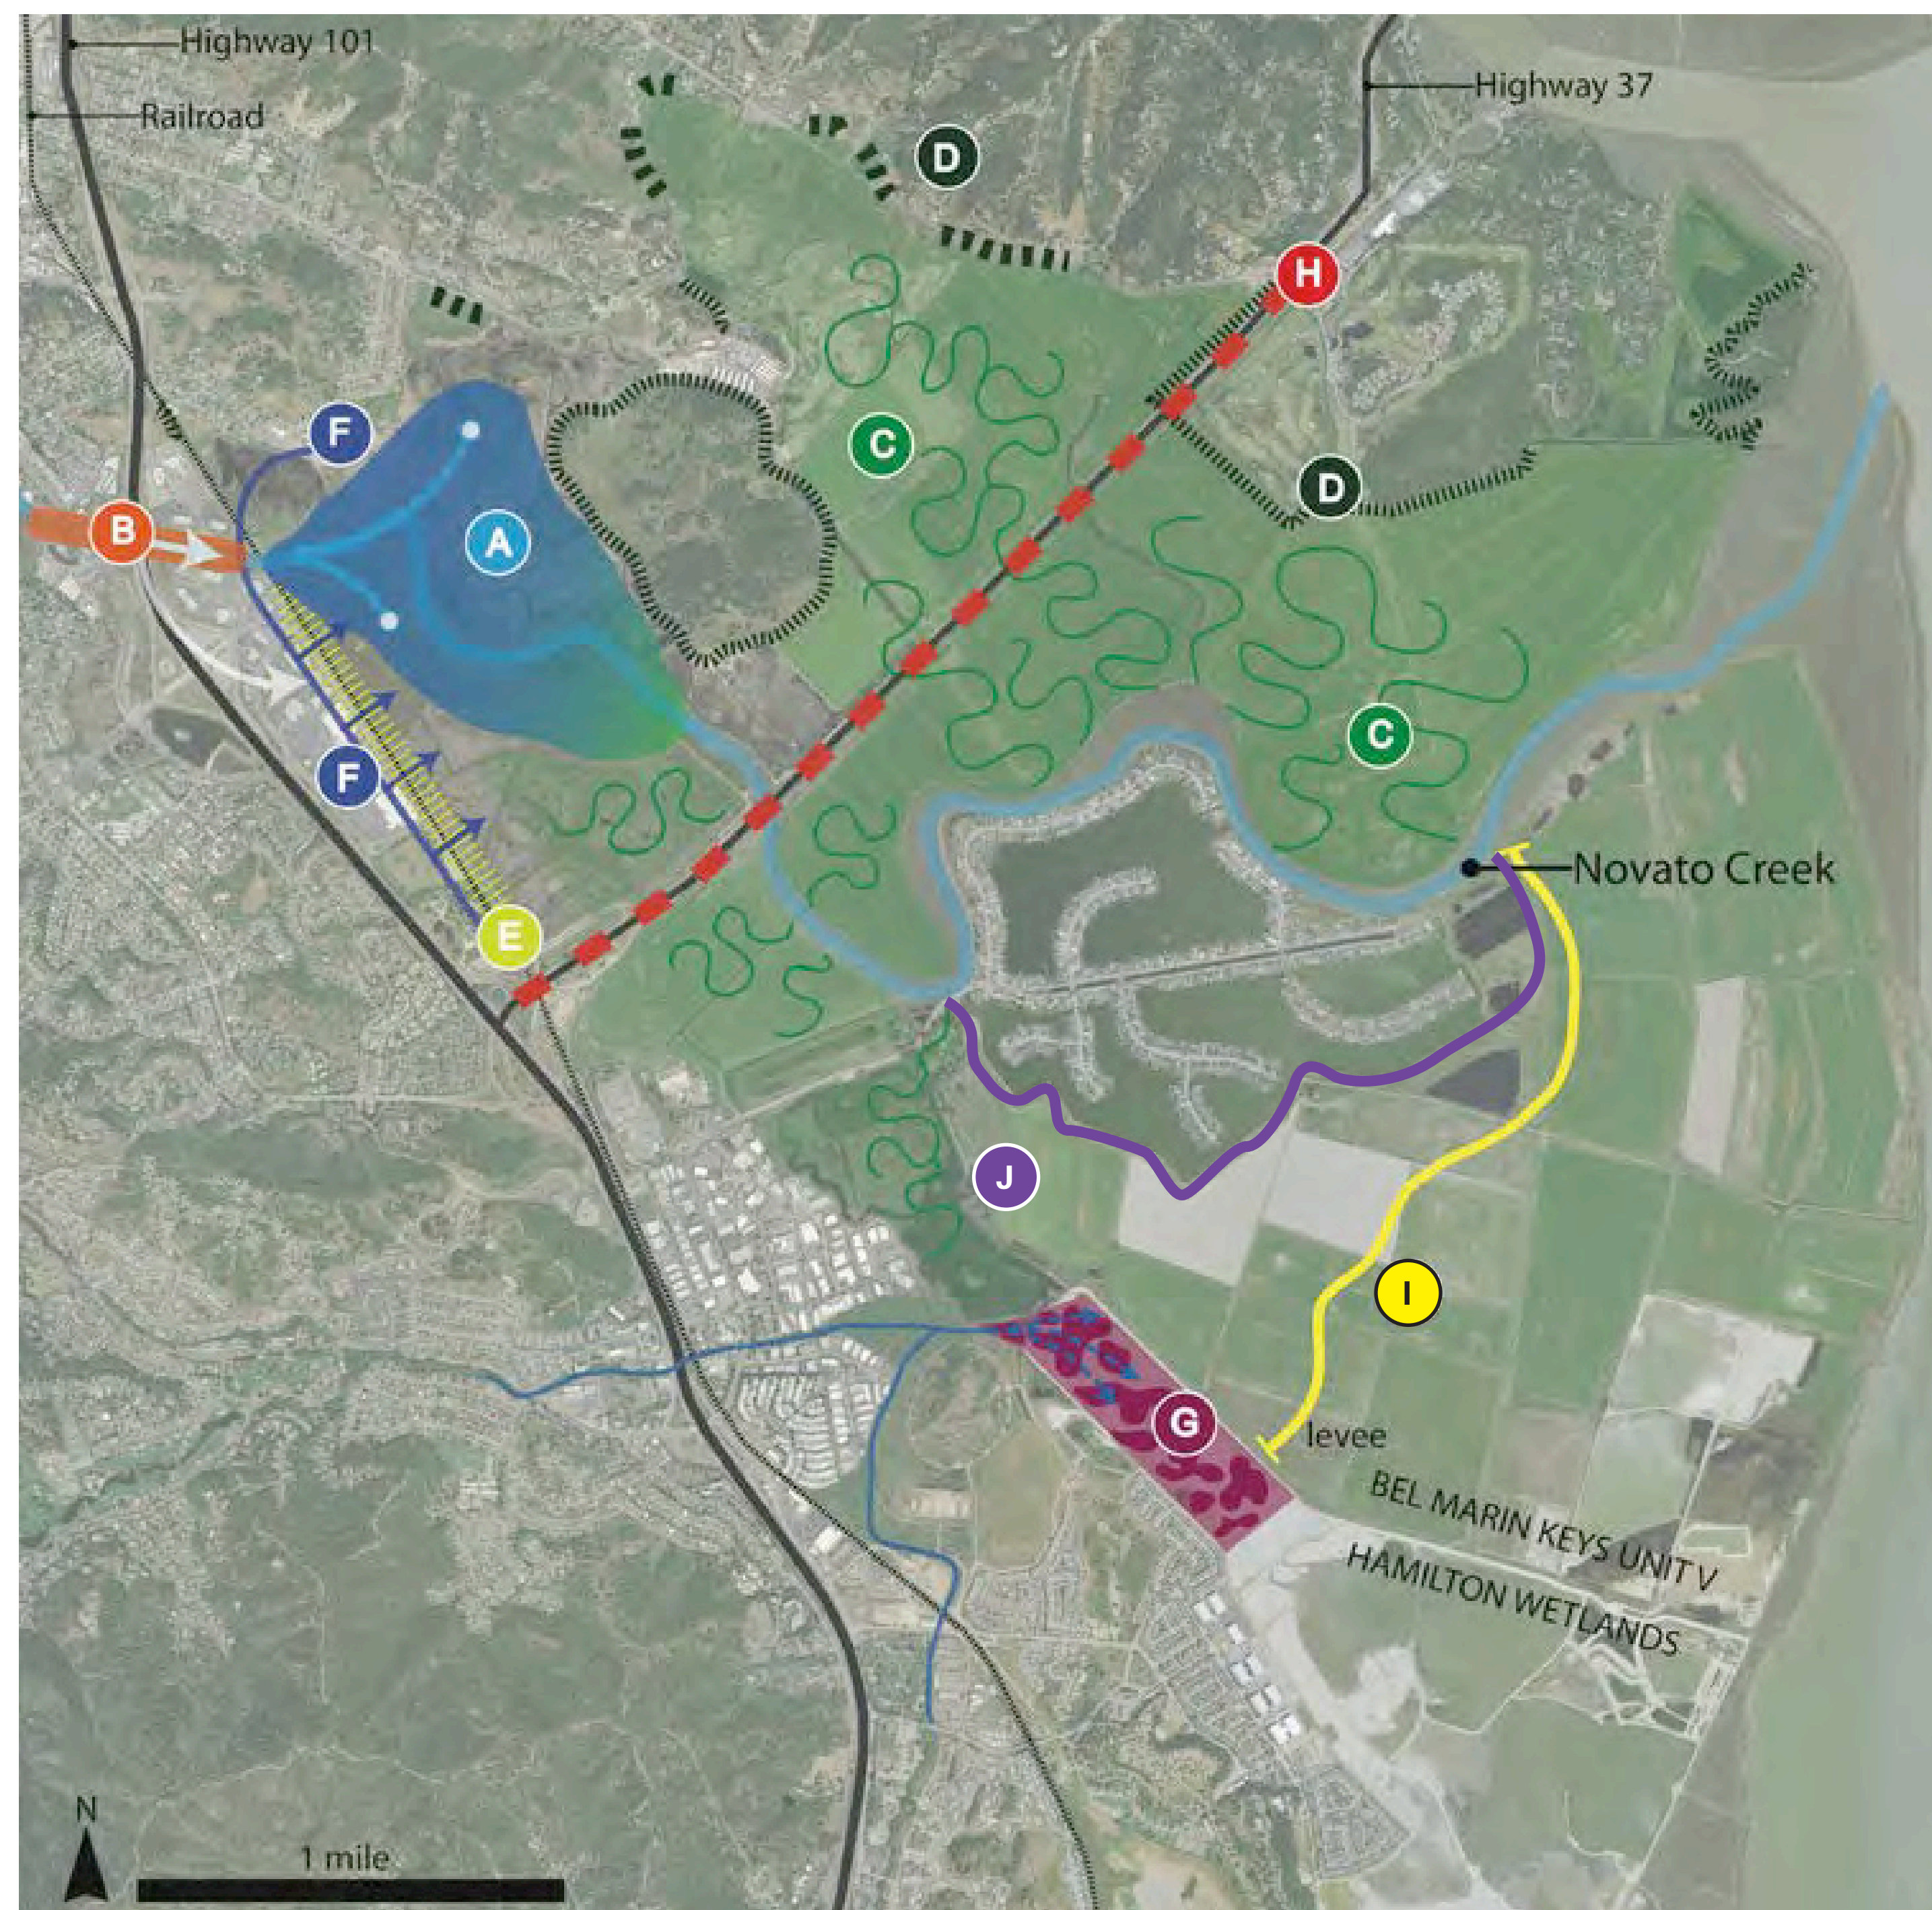 Highway 101
Highway 37
Railroad
D
H
F
C
A
D
B
C
F
Novato Creek
E
J
I
G
levee
BEL MARIN KEYS UNIT V
HAMILTON WETLANDS
N
1 mile